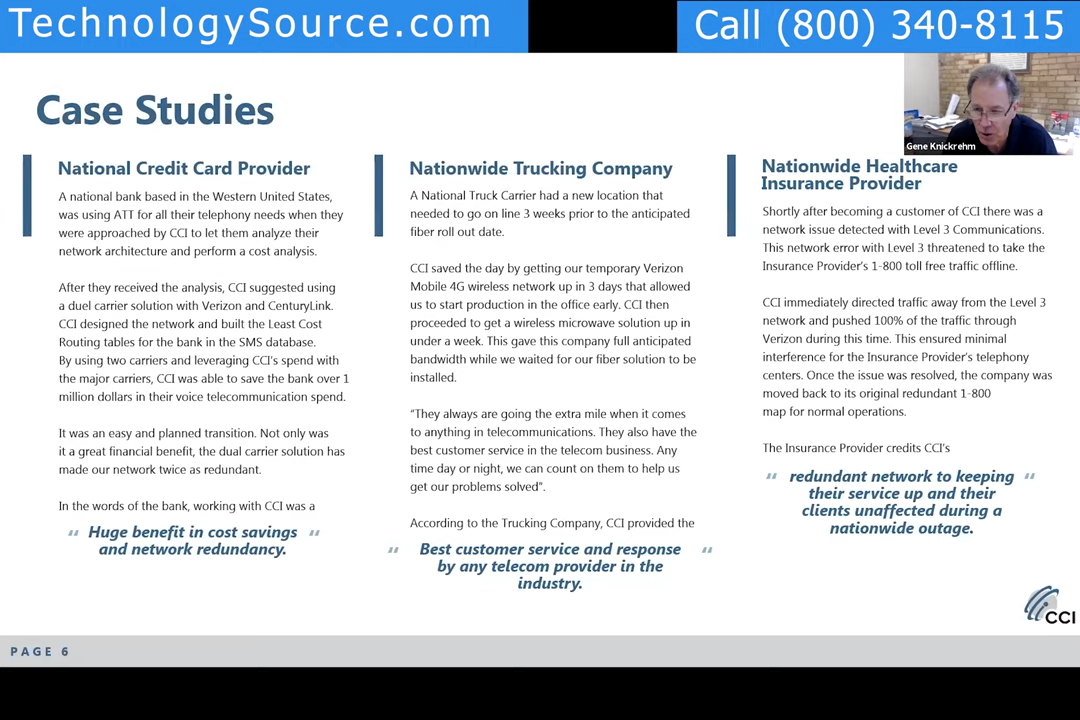 TechnologySource.com
Call (800) 340-8115
Gene Knickrehm
Case Studies
National Credit Card Provider
A national bank based in the Western United States,
was using ATT for all their telephony needs when they
were approached by CCI to let them analyze their
network architecture and perform a cost analysis.
After they received the analysis, CCI suggested using
a duel carrier solution with Verizon and CenturyLink.
CCI designed the network and built the Least Cost
Routing tables for the bank in the SMS database.
By using two carriers and leveraging CCI's spend with
the major carriers, CCI was able to save the bank over 1
million dollars in their voice telecommunication spend.
It was an easy and planned transition. Not only was
it a great financial benefit, the dual carrier solution has
made our network twice as redundant.
In the words of the bank, working with CCI was a
“ Huge benefit in cost savings “
and network redundancy.
Nationwide Trucking Company
A National Truck Carrier had a new location that
needed to go on line 3 weeks prior to the anticipated
fiber roll out date.
CCI saved the day by getting our temporary Verizon
Mobile 4G wireless network up in 3 days that allowed
us to start production in the office early. CCI then
proceeded to get a wireless microwave solution up in
under a week. This gave this company full anticipated
bandwidth while we waited for our fiber solution to be
installed.
“They always are going the extra mile when it comes
to anything in telecommunications. They also have the
best customer service in the telecom business. Any
time day or night, we can count on them to help us
get our problems solved”.
According to the Trucking Company, CCI provided the
“ Best customer service and response “
by any telecom provider in the
industry.
Nationwide Healthcare
Insurance Provider
Shortly after becoming a customer of CCI there was a
network issue detected with Level 3 Communications.
This network error with Level 3 threatened to take the
Insurance Provider's 1-800 toll free traffic offline.
CCI immediately directed traffic away from the Level 3
network and pushed 100% of the traffic through
Verizon during this time. This ensured minimal
interference for the Insurance Provider's telephony
centers. Once the issue was resolved, the company was
moved back to its original redundant 1-800
map for normal operations.
The Insurance Provider credits CCI's
“ redundant network to keeping “
their service up and their
clients unaffected during a
nationwide outage.
CCI
PAGE 6